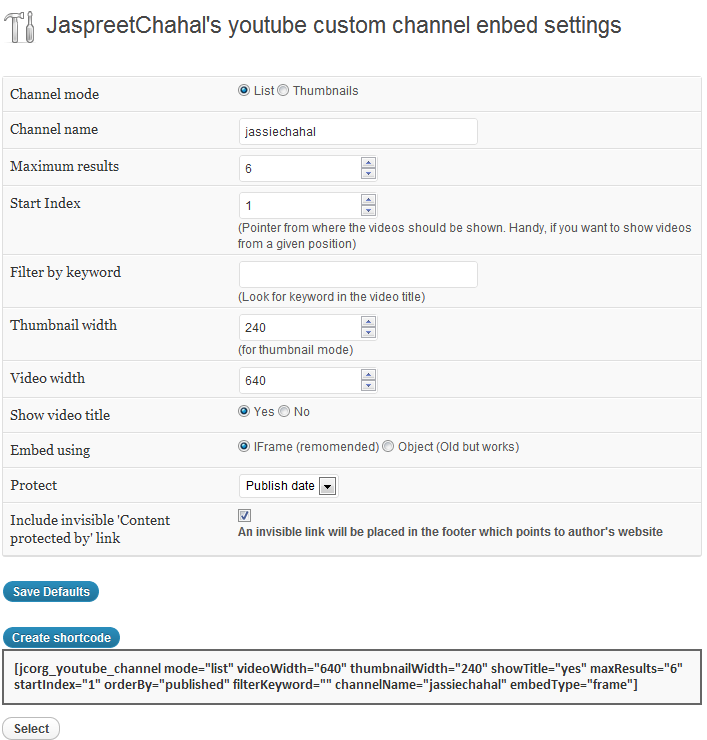 JaspreetChahal's youtube custom channel enbed settings
Channel mode
List Thumbnails
Channel name
jassiechahal
Maximum results
6
Start Index
1
(Pointer from where the videos should be shown. Handy, if you want to show videos
from a given position)
Filter by keyword
(Look for keyword in the video title)
Thumbnail width
240
(for thumbnail mode)
Video width
640
Show video title
Yes No
Embed using
IFrame (remomended) Object (Old but works)
Protect
Publish date
Include invisible 'Content
protected by' link
An invisible link will be placed in the footer which points to author's website
Save Defaults
Create shortcode
[jcorg_youtube_channel mode="list" videoWidth="640" thumbnailWidth="240" showTitle="yes" maxResults="6"
startIndex="1" orderBy="published" filterKeyword="" channelName="jassiechahal" embedType="frame"]
Select